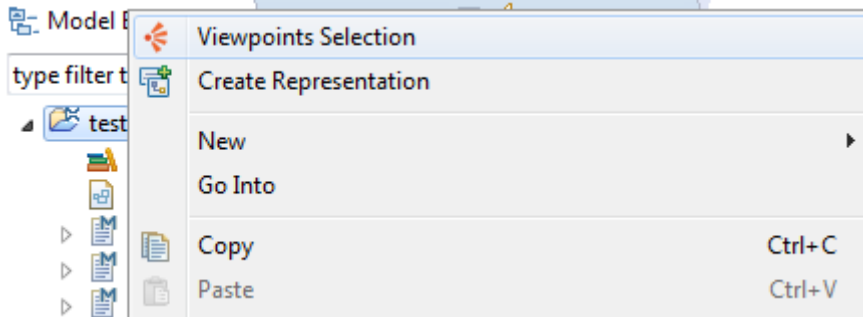 Model
Viewpoints Selection
type filter
Create Representation
test
New
Go Into
Copy Ctrl+C
Paste Ctrl+V